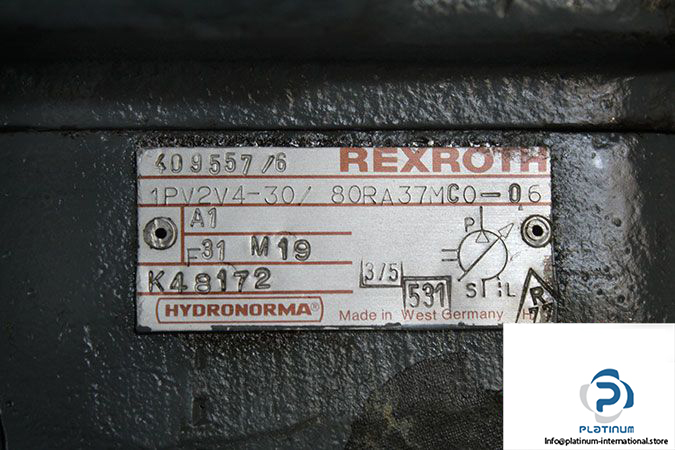 409557/6 REXROTH
1PV2V4-30/ 80RA37MC0-
A1
F31 M19
K48172
3/5
531
P
S L
R
HYDRONORMA®
Made in West Germany
PLATINUM
Info@platinum-international.store